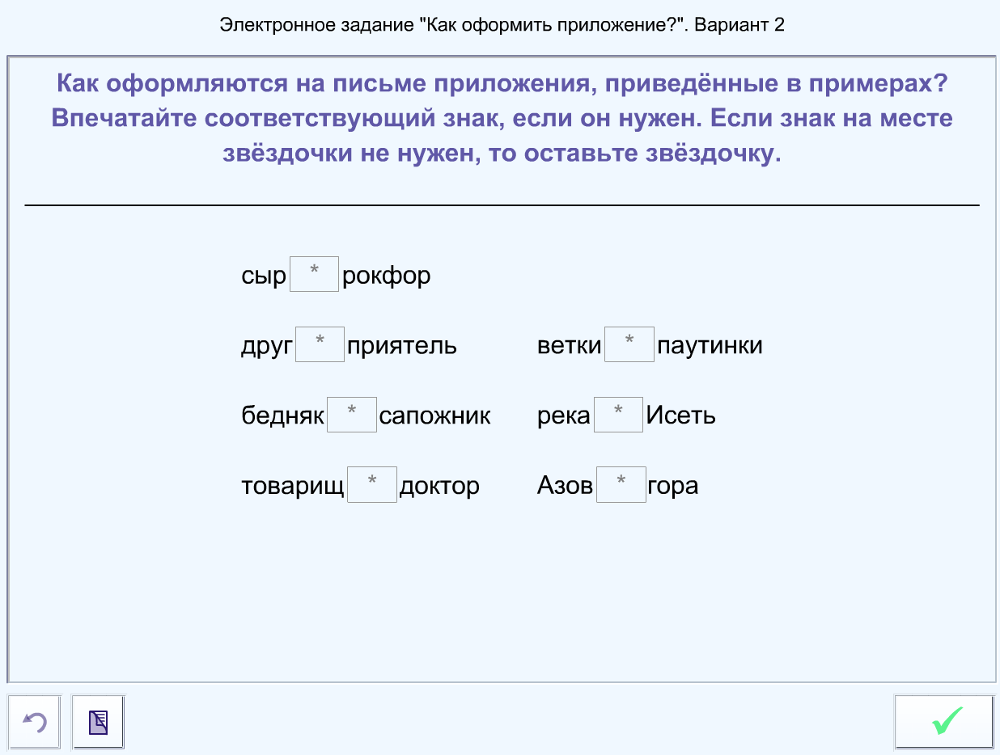 Электронное задание "Как оформить приложение?". Вариант 2
Как оформляются на письме приложения, приведённые в примерах?
Впечатайте соответствующий знак, если он нужен. Если знак на месте
звёздочки не нужен, то оставьте звёздочку.
сыр * рокфор
друг * приятель ветки * паутинки
бедняк * сапожник река * Исеть
товарищ * доктор Азов * гора